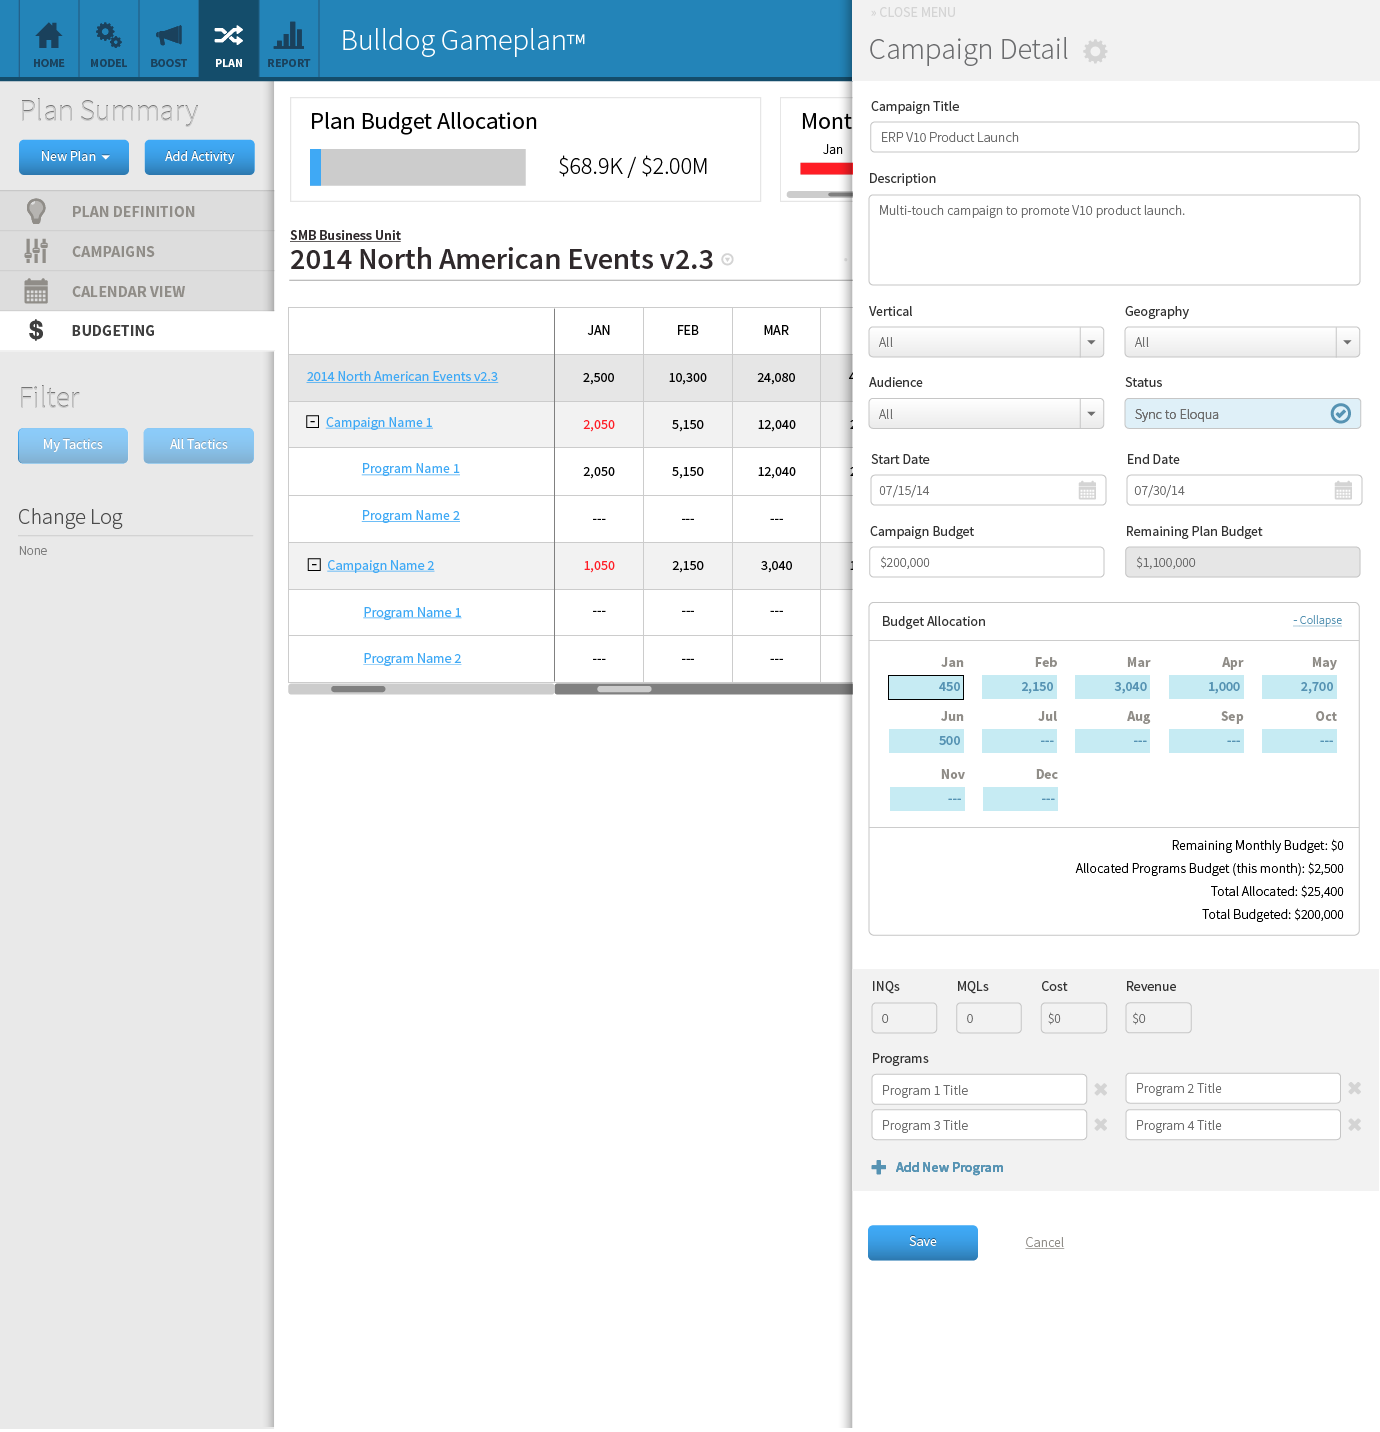 HOME
MODEL
BOOST
PLAN
REPORT
Bulldog Gameplan™
Plan Summary
New Plan
Add Activity
PLAN DEFINITION
CAMPAIGNS
CALENDAR VIEW
$ BUDGETING
Filter
My Tactics
All Tactics
Change Log
None
Plan Budget Allocation
$68.9K / $2.00M
Mont
Jan
SMB Business Unit
2014 North American Events v2.3
JAN FEB MAR
2014 North American Events v2.3 2,500 10,300 24,080
Campaign Name 1 2,050 5,150 12,040
Program Name 1 2,050 5,150 12,040
Program Name 2 --- --- ---
Campaign Name 2 1,050 2,150 3,040
Program Name 1 --- --- ---
Program Name 2 --- --- ---
» CLOSE MENU
Campaign Detail
Campaign Title
ERP V10 Product Launch
Description
Multi-touch campaign to promote V10 product launch.
Vertical Geography
All All
Audience Status
All Sync to Eloqua
Start Date End Date
07/15/14 07/30/14
Campaign Budget Remaining Plan Budget
$200,000 $1,100,000
Budget Allocation - Collapse
Jan Feb Mar Apr May
450 2,150 3,040 1,000 2,700
Jun Jul Aug Sep Oct
500 --- --- --- ---
Nov Dec
--- ---
Remaining Monthly Budget: $0
Allocated Programs Budget (this month): $2,500
Total Allocated: $25,400
Total Budgeted: $200,000
INQs MQLs Cost Revenue
0 0 $0 $0
Programs
Program 1 Title Program 2 Title
Program 3 Title Program 4 Title
Add New Program
Save Cancel